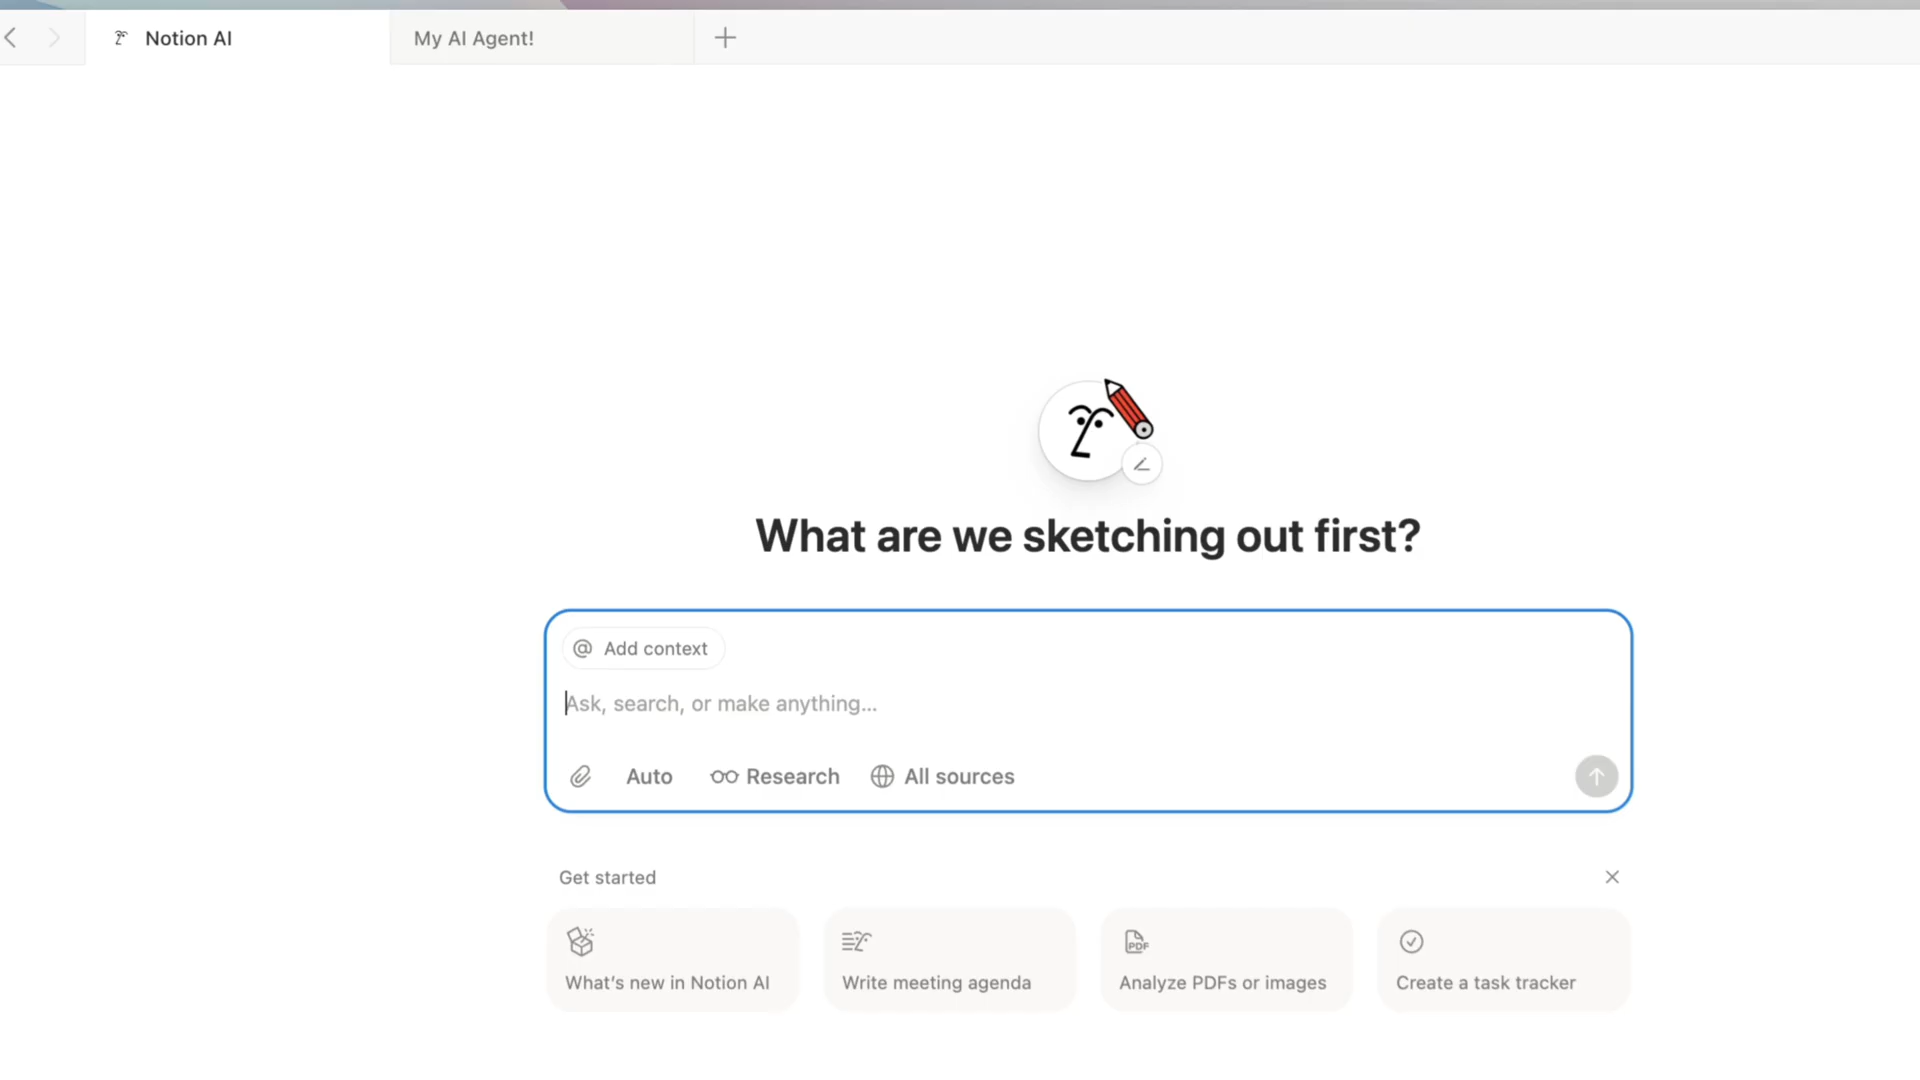 Notion AI
My AI Agent!
What are we sketching out first?
@ Add context
Ask, search, or make anything...
Auto
Research
All sources
Get started
PDF
What's new in Notion AI
Write meeting agenda
Analyze PDFs or images
Create a task tracker